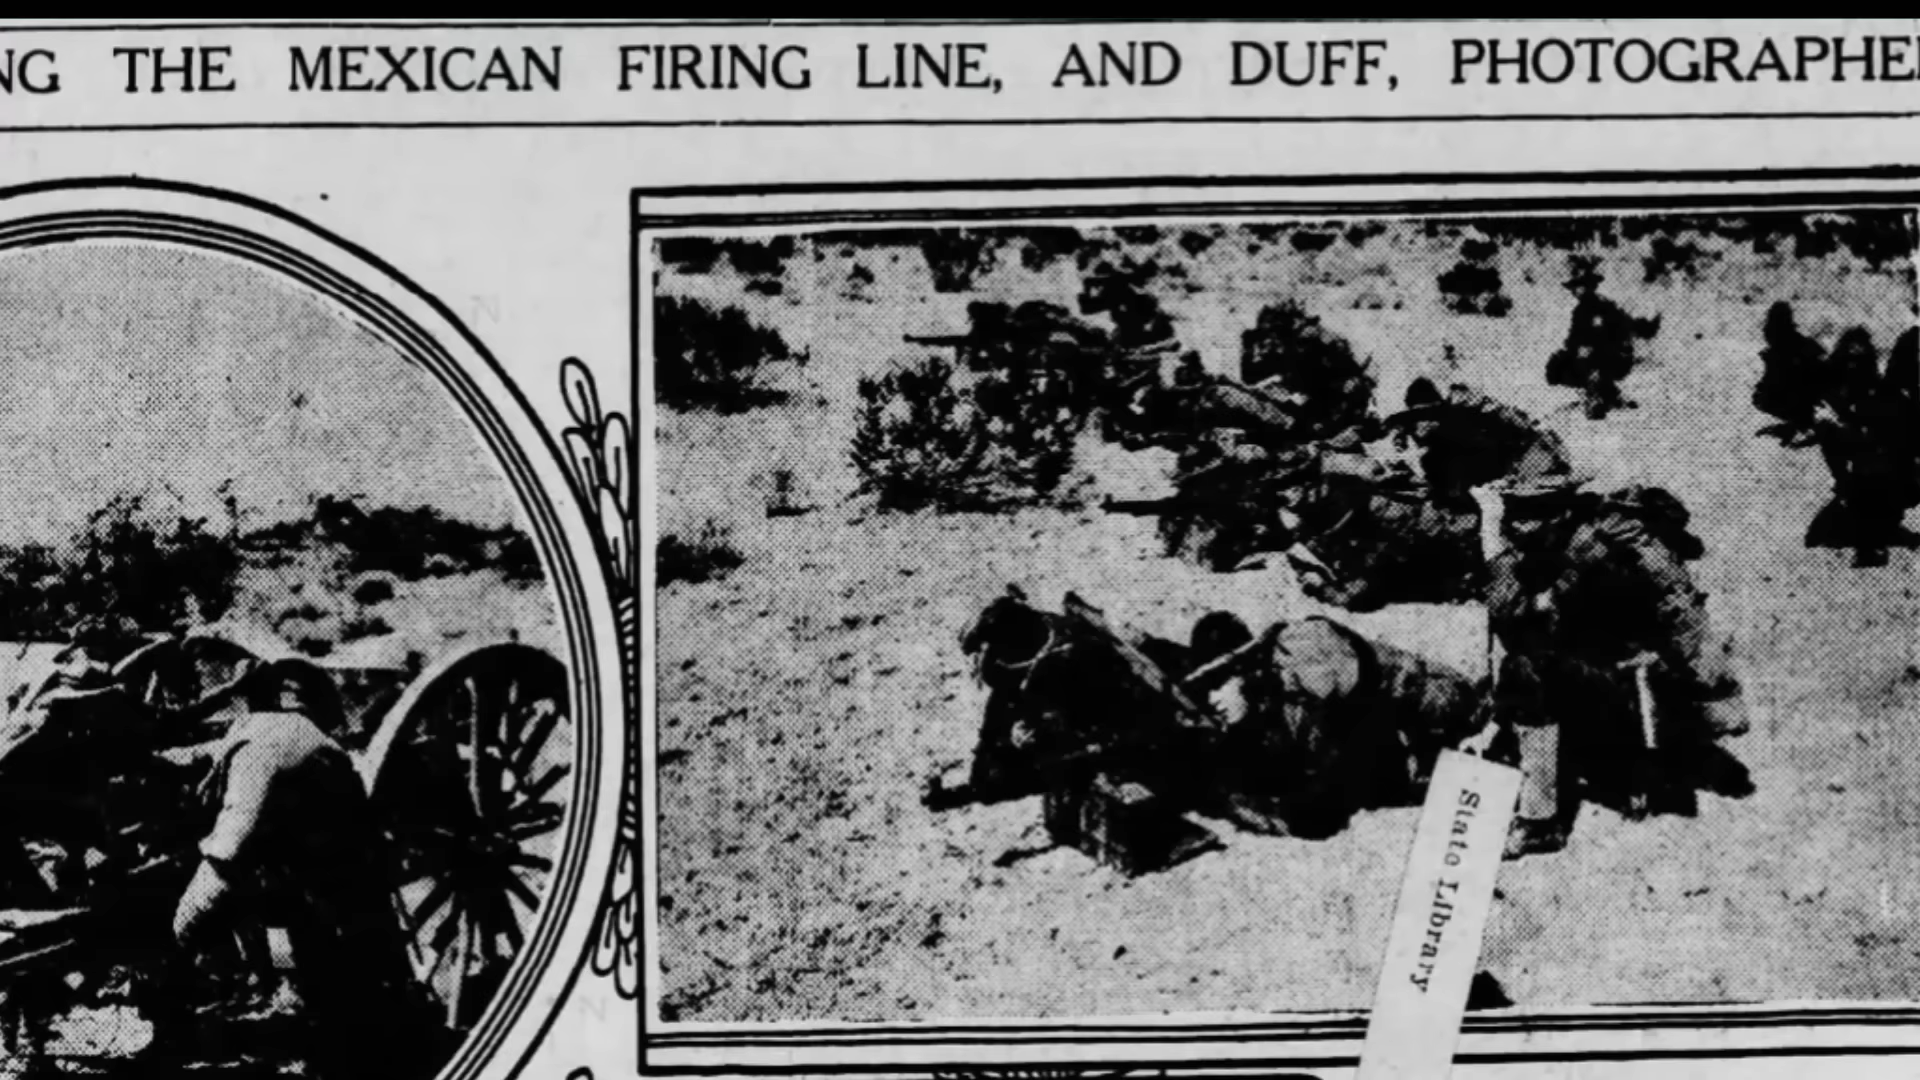 NG THE MEXICAN FIRING LINE, AND DUFF, PHOTOGRAPHE
State Library